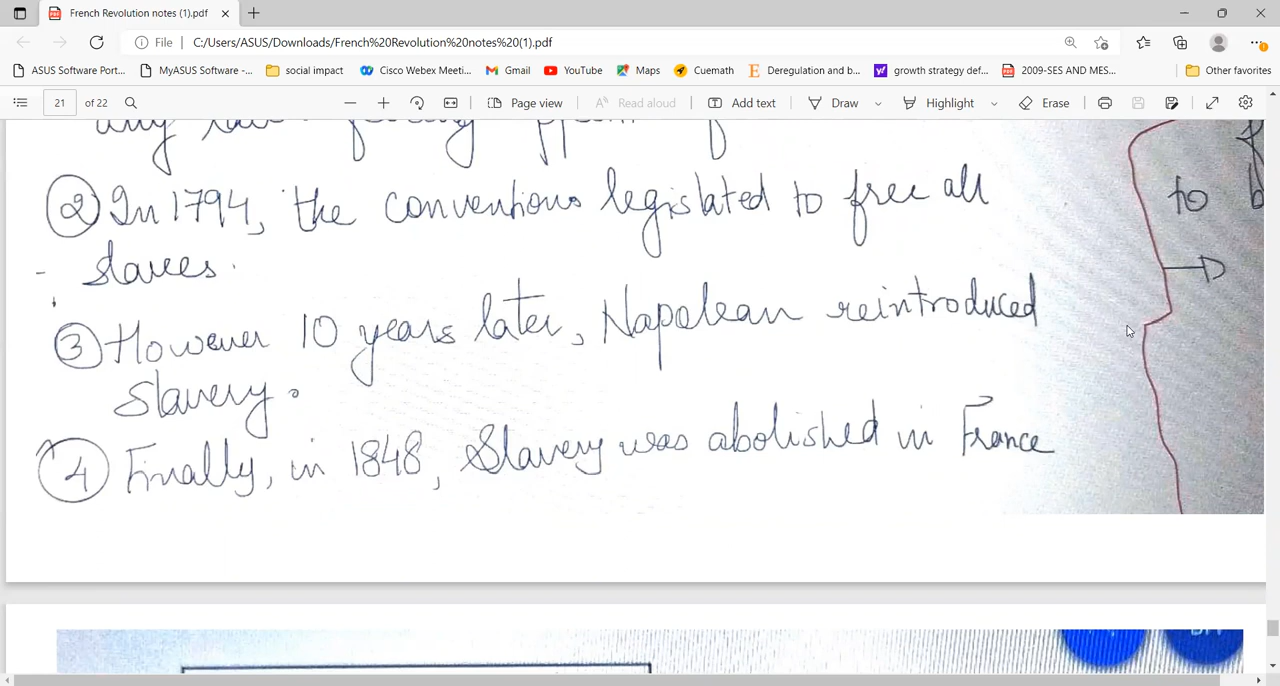 French Revolution notes (1).pdf
File C:/Users/ASUS/Downloads/French%20Revolution%20notes%20(1).pdf
ASUS Software Port... MyASUS Software -... social impact Cisco Webex Meeti... Gmail YouTube Maps Cuemath Deregulation and b... growth strategy def... 2009-SES AND MES... Other favorites
21 of 22 Page view Read aloud Add text Draw Highlight Erase
any
② In 1794, the conventions legislated to free all
slaves.
③ However 10 years later, Napolean reintroduced
Slavery.
④ Finally, in 1848, Slavery was abolished in France
to b